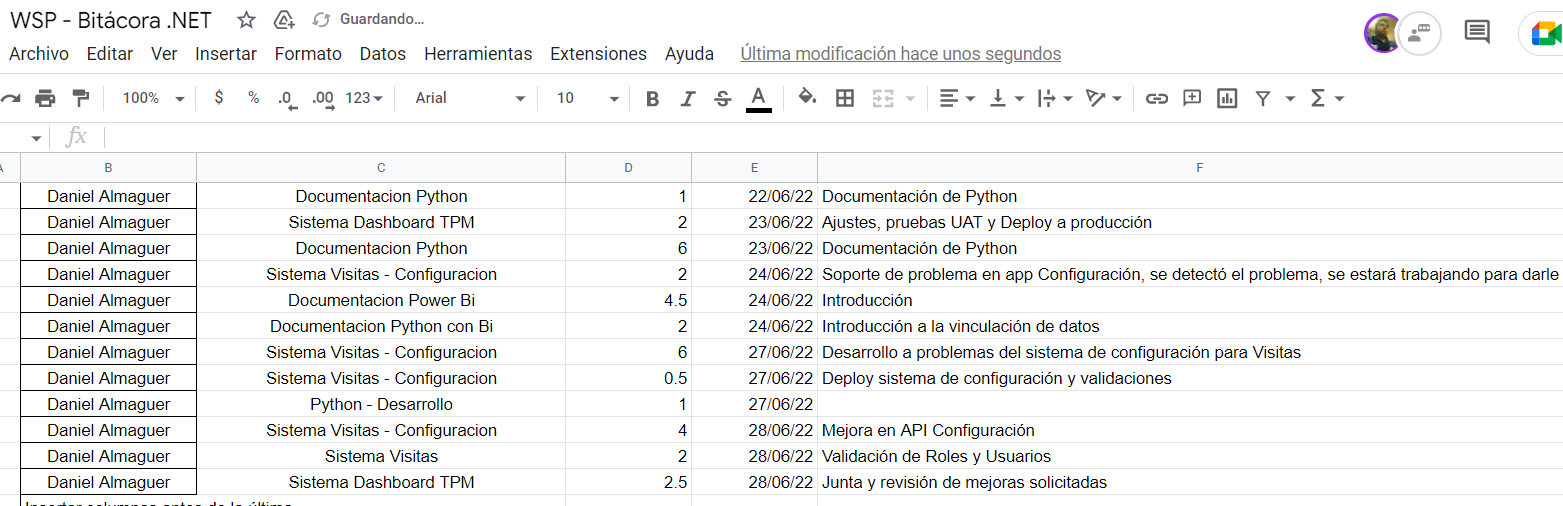 WSP - Bitácora .NET Guardando…
Archivo Editar Ver Insertar Formato Datos Herramientas Extensiones Ayuda Última modificación hace unos segundos
100% $ % .0 .00 123 Arial 10 B I S A
fx
B C D E F
Daniel Almaguer Documentacion Python 1 22/06/22 Documentación de Python
Daniel Almaguer Sistema Dashboard TPM 2 23/06/22 Ajustes, pruebas UAT y Deploy a producción
Daniel Almaguer Documentacion Python 6 23/06/22 Documentación de Python
Daniel Almaguer Sistema Visitas - Configuracion 2 24/06/22 Soporte de problema en app Configuración, se detectó el problema, se estará trabajando para darle
Daniel Almaguer Documentacion Power Bi 4.5 24/06/22 Introducción
Daniel Almaguer Documentacion Python con Bi 2 24/06/22 Introducción a la vinculación de datos
Daniel Almaguer Sistema Visitas - Configuracion 6 27/06/22 Desarrollo a problemas del sistema de configuración para Visitas
Daniel Almaguer Sistema Visitas - Configuracion 0.5 27/06/22 Deploy sistema de configuración y validaciones
Daniel Almaguer Python - Desarrollo 1 27/06/22
Daniel Almaguer Sistema Visitas - Configuracion 4 28/06/22 Mejora en API Configuración
Daniel Almaguer Sistema Visitas 2 28/06/22 Validación de Roles y Usuarios
Daniel Almaguer Sistema Dashboard TPM 2.5 28/06/22 Junta y revisión de mejoras solicitadas